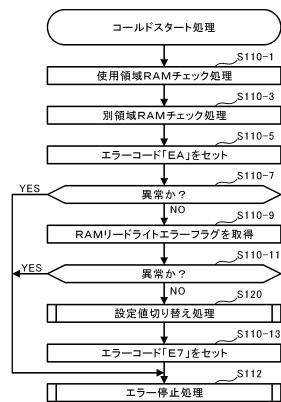 コールドスタート処理
S110-1
使用領域RAMチェック処理
S110-3
別領域RAMチェック処理
S110-5
エラーコード「EA」をセット
S110-7
YES
異常か?
NO
S110-9
RAMリードライトエラーフラグを取得
S110-11
YES
異常か?
NO
S120
設定値切り替え処理
S110-13
エラーコード「E7」をセット
S112
エラー停止処理